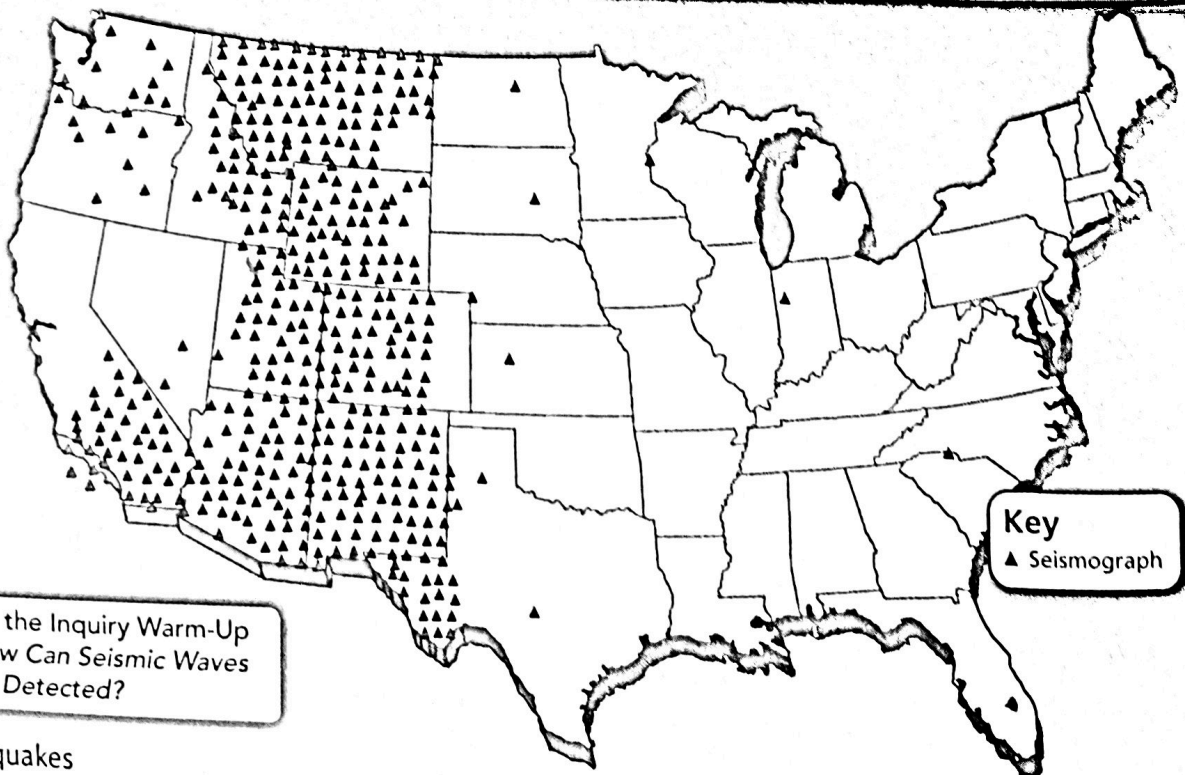 Key
▲ Seismograph
the Inquiry Warm-Up
w Can Seismic Waves
Detected?
quakes